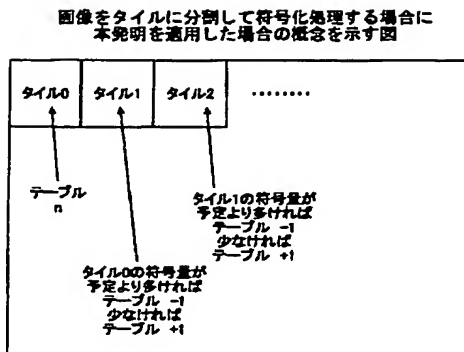 画像をタイルに分割して符号化処理する場合に
本発明を適用した場合の概念を示す図
タイル0
タイル1
タイル2
‥‥‥‥
テーブル
n
タイル1の符号量が
予定より多ければ
テーブル -1
少なければ
テーブル +1
タイル0の符号量が
予定より多ければ
テーブル -1
少なければ
テーブル +1